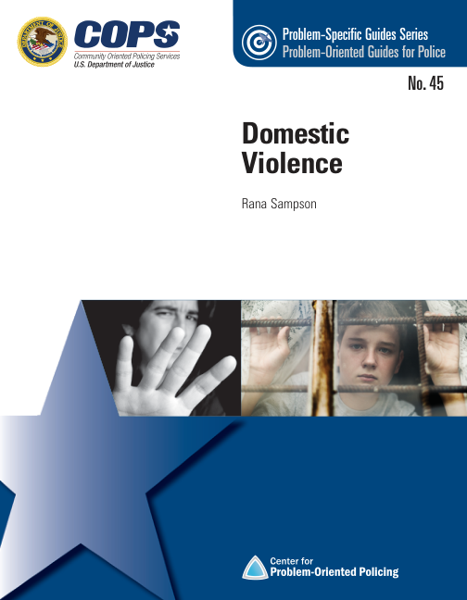 COPS
Community Oriented Policing Services
U.S. Department of Justice
Problem-Specific Guides Series
Problem-Oriented Guides for Police
No. 45
Domestic
Violence
Rana Sampson
Center for
Problem-Oriented Policing